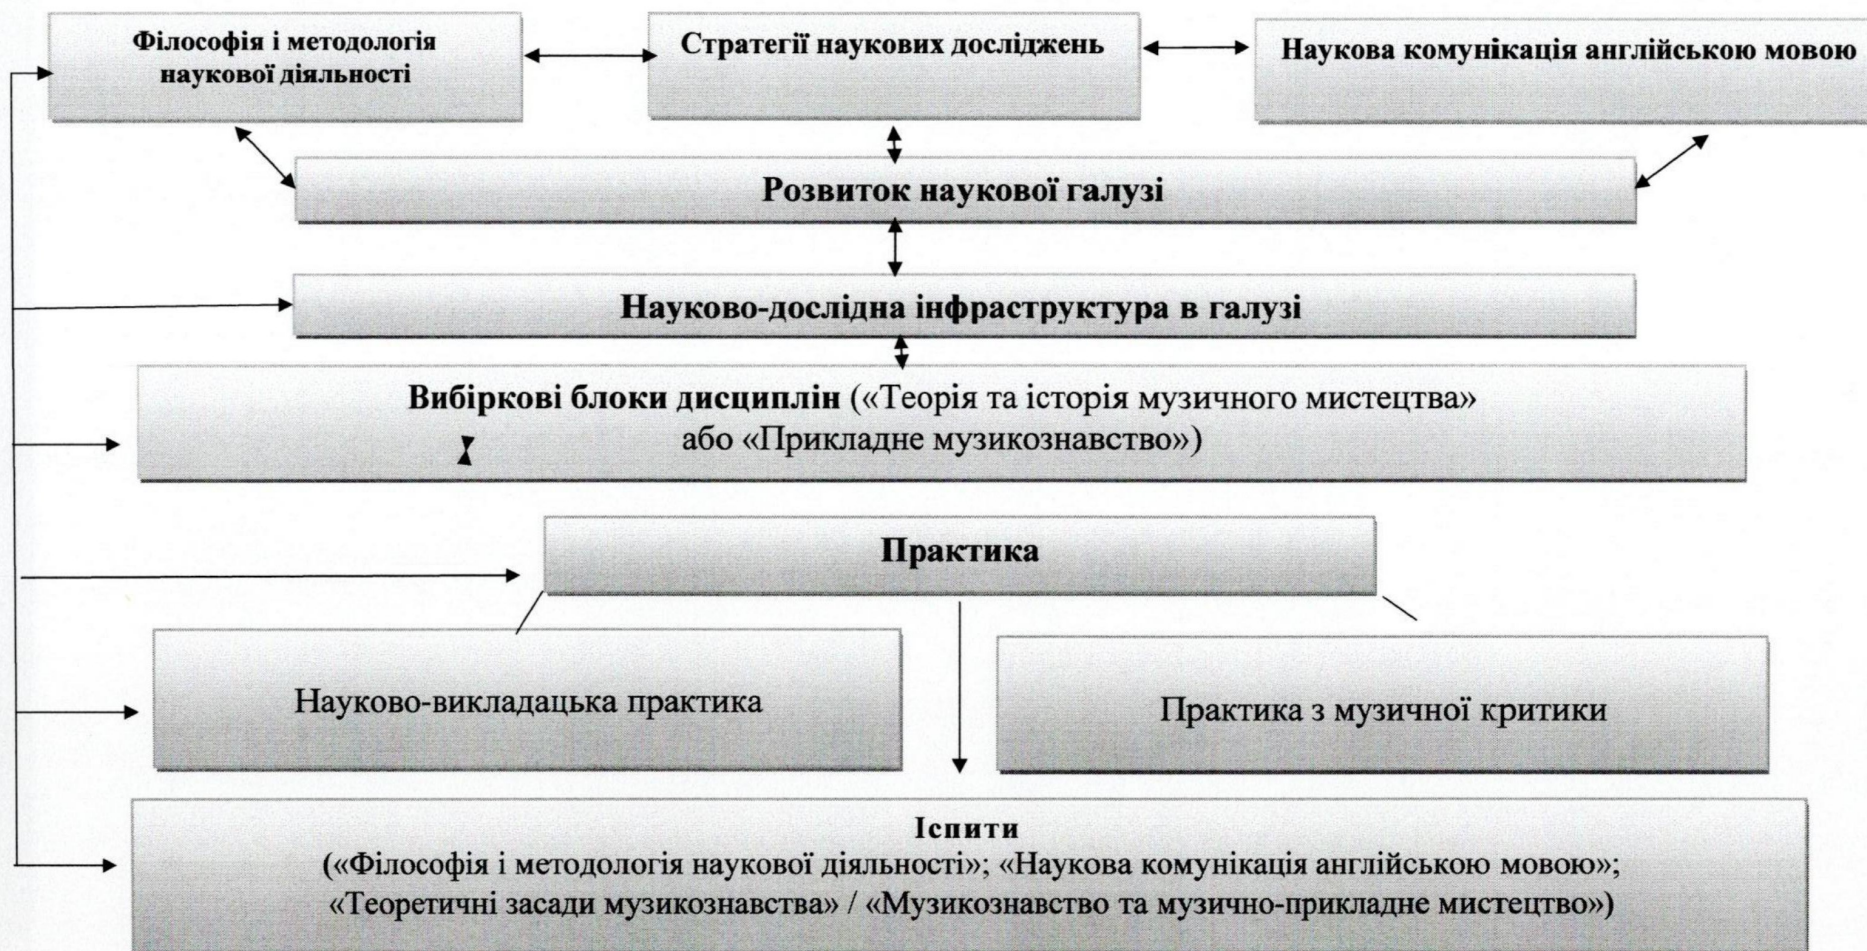 Філософія і методологія
наукової діяльності
Стратегії наукових досліджень
Наукова комунікація англійською мовою
Розвиток наукової галузі
Науково-дослідна інфраструктура в галузі
Вибіркові блоки дисциплін («Теорія та історія музичного мистецтва»
або «Прикладне музикознавство»)
Практика
Науково-викладацька практика
Практика з музичної критики
Іспити
(«Філософія і методологія наукової діяльності»; «Наукова комунікація англійською мовою»;
«Теоретичні засади музикознавства» / «Музикознавство та музично-прикладне мистецтво»)